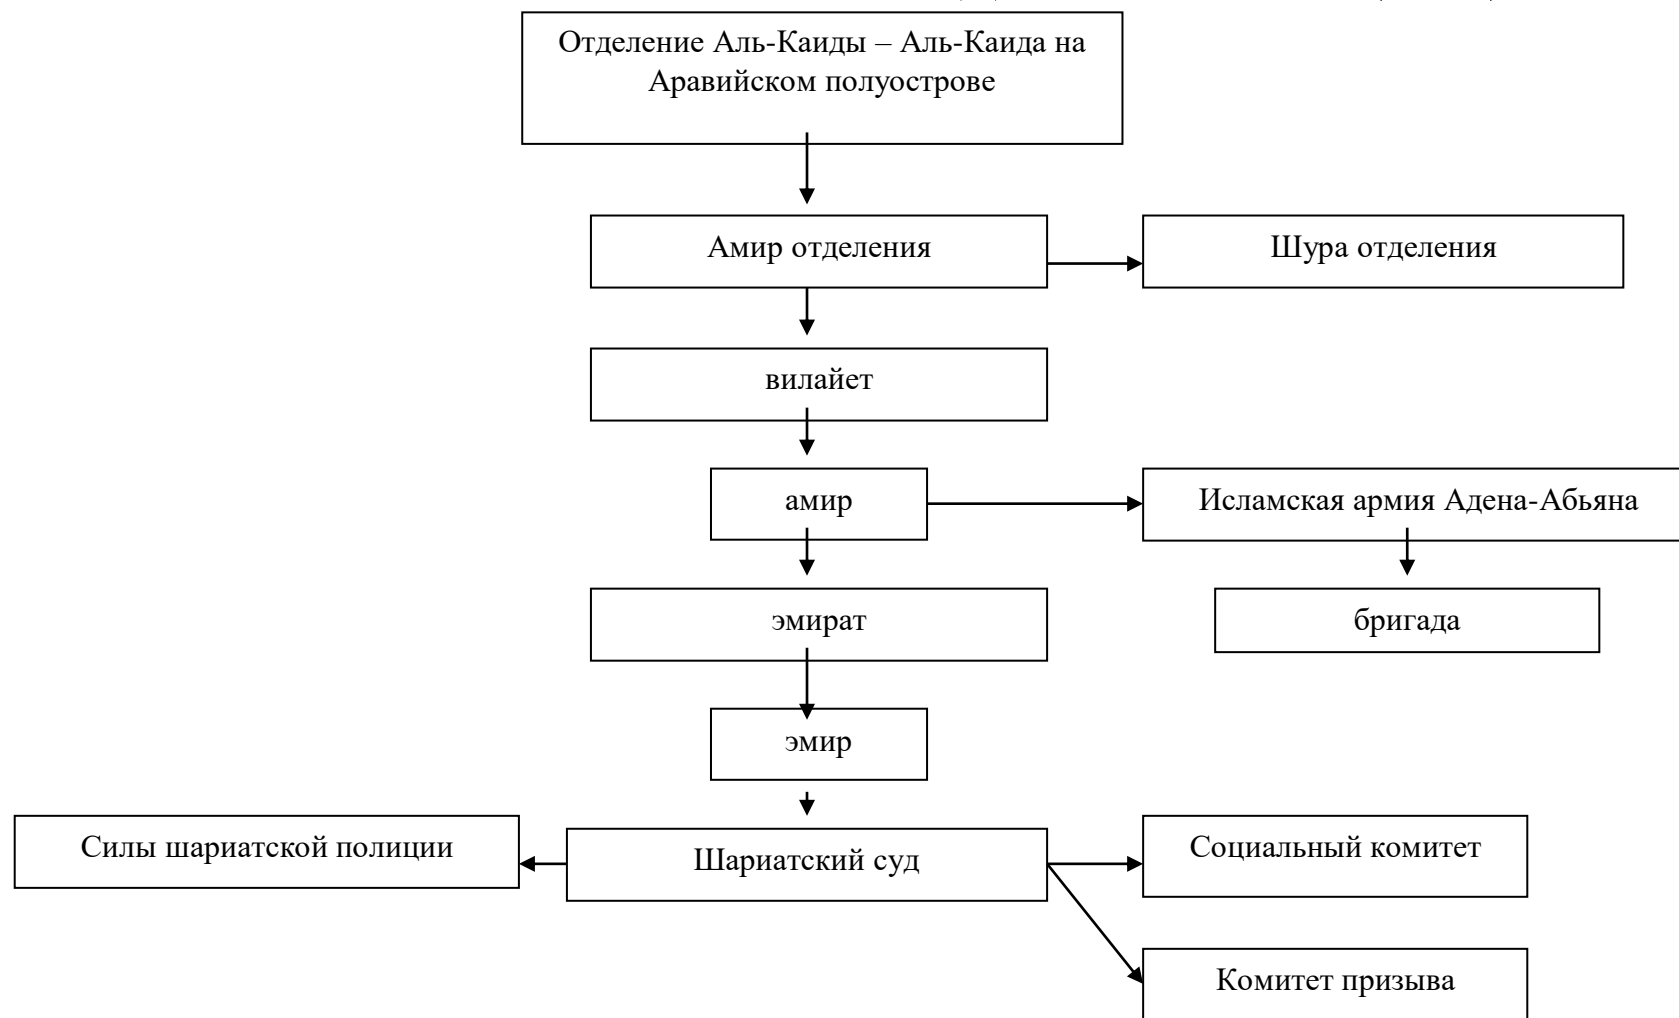 Отделение Аль-Каиды – Аль-Каида на
Аравийском полуострове
Амир отделения
Шура отделения
вилайет
амир
Исламская армия Адена-Абьяна
эмират
бригада
эмир
Силы шариатской полиции
Шариатский суд
Социальный комитет
Комитет призыва